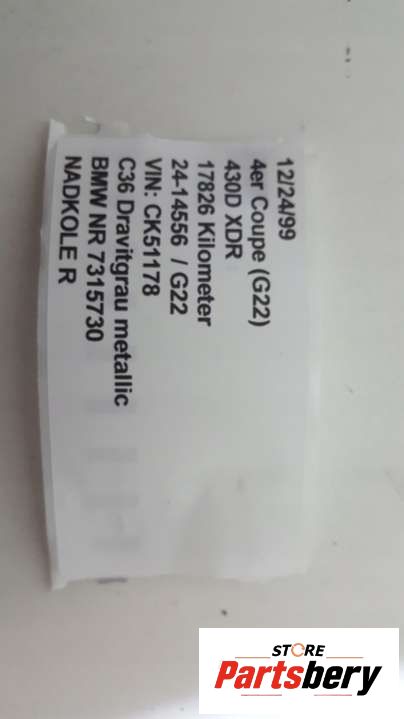 12/24/99
4er Coupe (G22)
430D XDR
17826 Kilometer
24-14556 / G22
VIN: CK51178
C36 Dravitgrau metallic
BMW NR 7315730
NADKOLE R
STORE
Partsbery